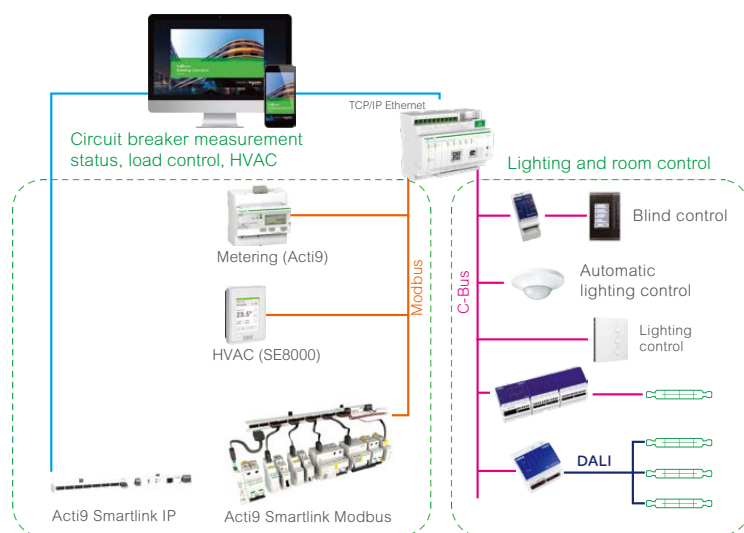 TCP/IP Ethernet
Circuit breaker measurement
status, load control, HVAC
Lighting and room control
Metering (Acti9)
Modbus
C-Bus
Blind control
Automatic
lighting control
23.5°
HVAC (SE8000)
Lighting
control
DALI
Acti9 Smartlink IP
Acti9 Smartlink Modbus